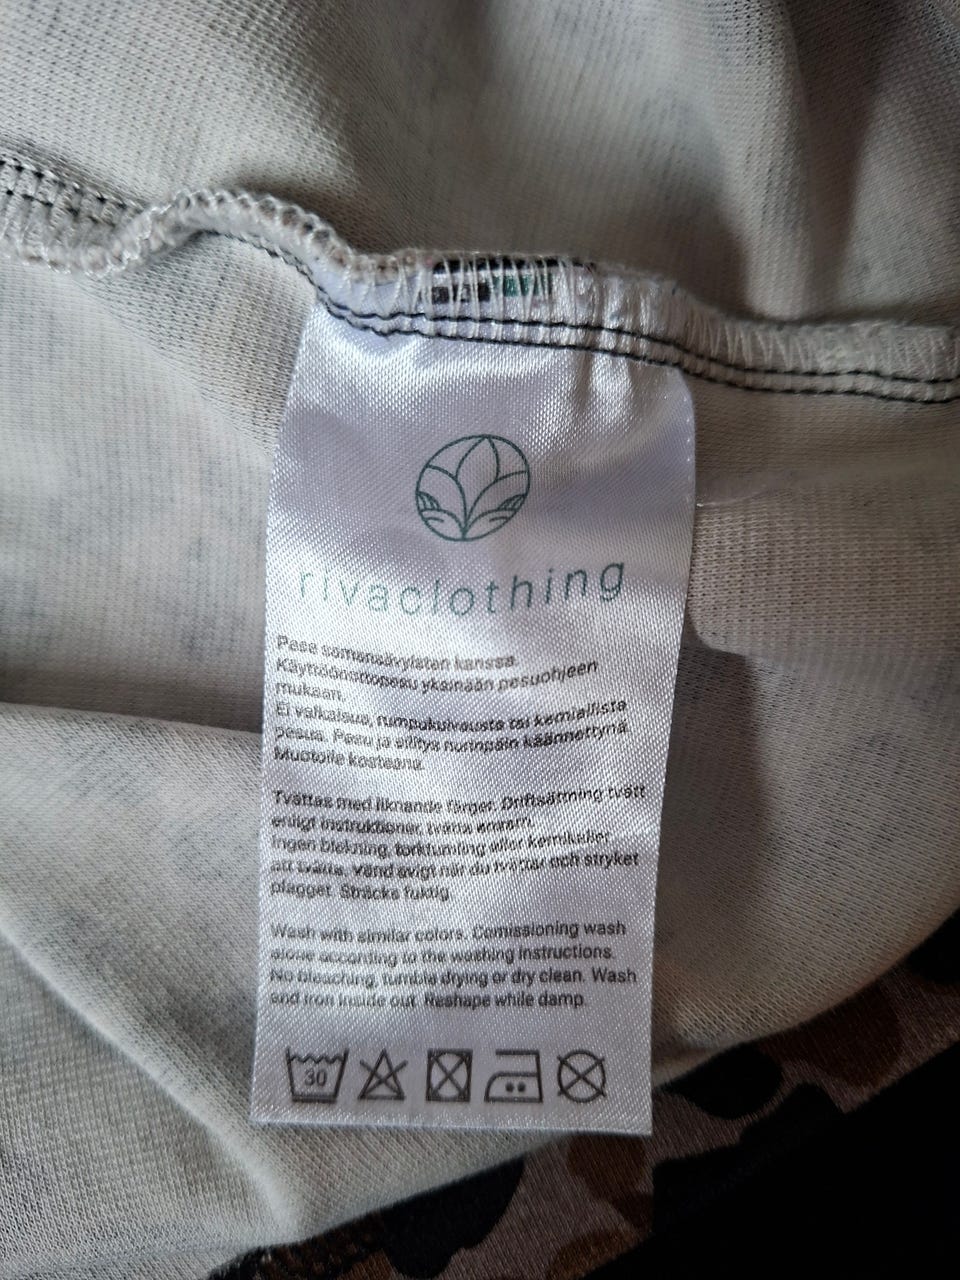 rivaclothing
Pese samansävyisten kanssa.
Käyttöönottopesu yksinään pesuohjeen
mukaan.
Ei valkaisua, rumpukuivausta tai kemiallista
pesua. Pesu ja silitys nurinpäin käännettynä.
Muotoile kosteana.
Tvättas med liknande färger. Driftsättning tvätt
enligt instruktioner, tvätta ensam.
Ingen blekning, torktumling eller kemikalier
att tvätta. vänd avigt när du tvättar och stryket
plagget. Sträcks fuktig.
Wash with similar colors. Comissioning wash
alone according to the washing instructions.
No bleaching, tumble drying or dry clean. Wash
and iron inside out. Reshape while damp.
30